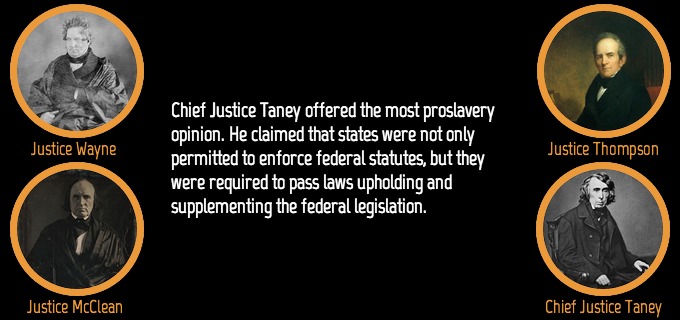 Justice Wayne
Justice McClean
Chief Justice Taney offered the most proslavery
opinion. He claimed that states were not only
permitted to enforce federal statutes, but they
were required to pass laws upholding and
supplementing the federal legislation.
Justice Thompson
Chief Justice Taney